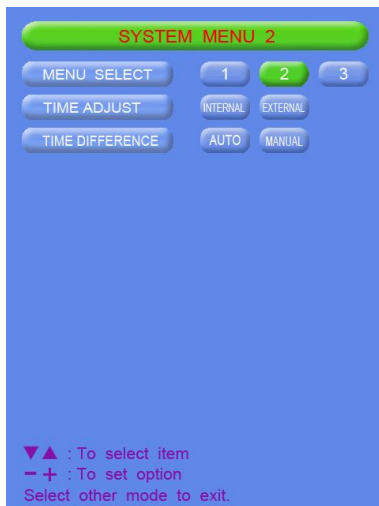 SYSTEM MENU 2
MENU SELECT 1 2 3
TIME ADJUST INTERNAL EXTERNAL
TIME DIFFERENCE AUTO MANUAL
▼▲ : To select item
− + : To set option
Select other mode to exit.